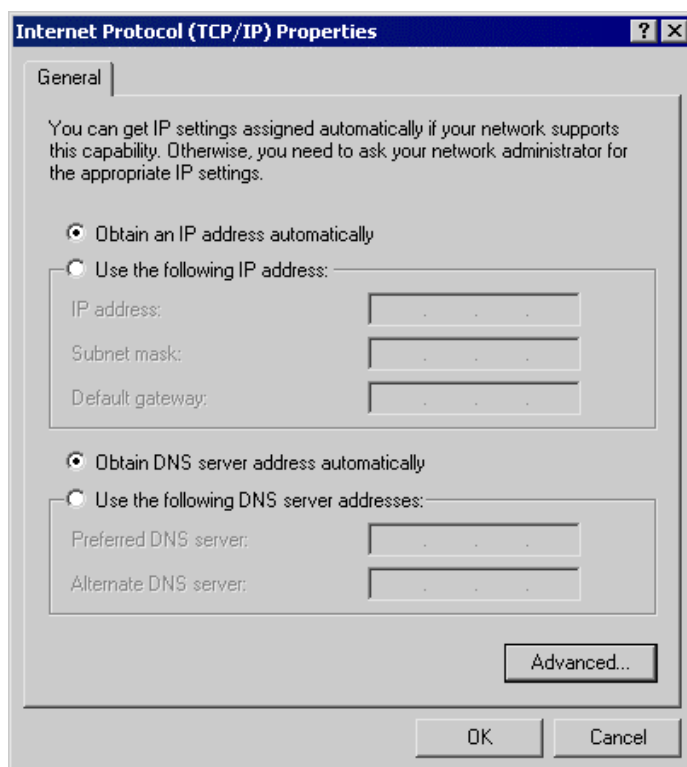 Internet Protocol (TCP/IP) Properties
General
You can get IP settings assigned automatically if your network supports
this capability. Otherwise, you need to ask your network administrator for
the appropriate IP settings.
Obtain an IP address automatically
Use the following IP address:
IP address:
Subnet mask:
Default gateway:
Obtain DNS server address automatically
Use the following DNS server addresses:
Preferred DNS server:
Alternate DNS server:
Advanced...
OK
Cancel